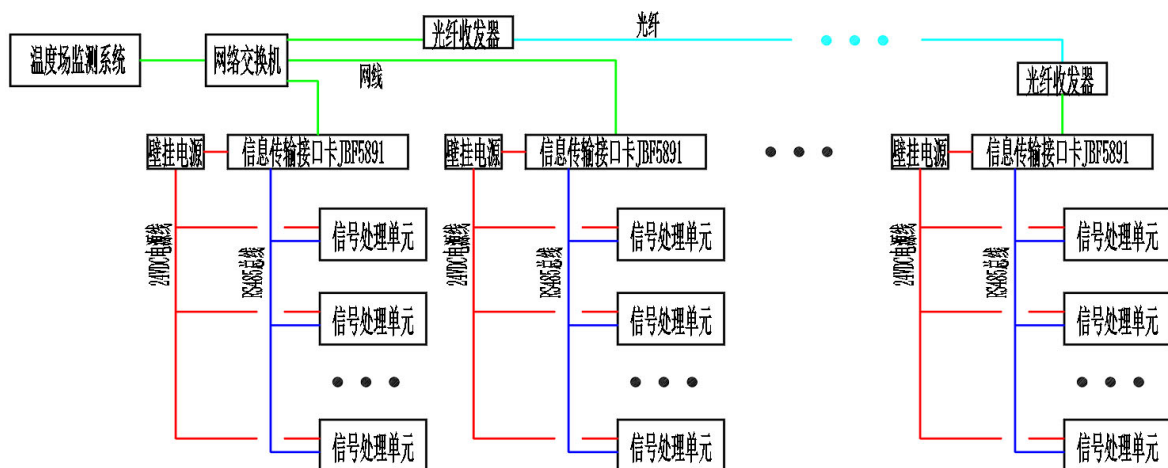 光纤收发器
光纤
温度场监测系统
网络交换机
网线
光纤收发器
壁挂电源
信息传输接口卡JBF5891
壁挂电源
信息传输接口卡JBF5891
壁挂电源
信息传输接口卡JBF5891
24VDC电源线
RS485总线
信号处理单元
24VDC电源线
RS485总线
信号处理单元
24VDC电源线
RS485总线
信号处理单元
信号处理单元
信号处理单元
信号处理单元
信号处理单元
信号处理单元
信号处理单元